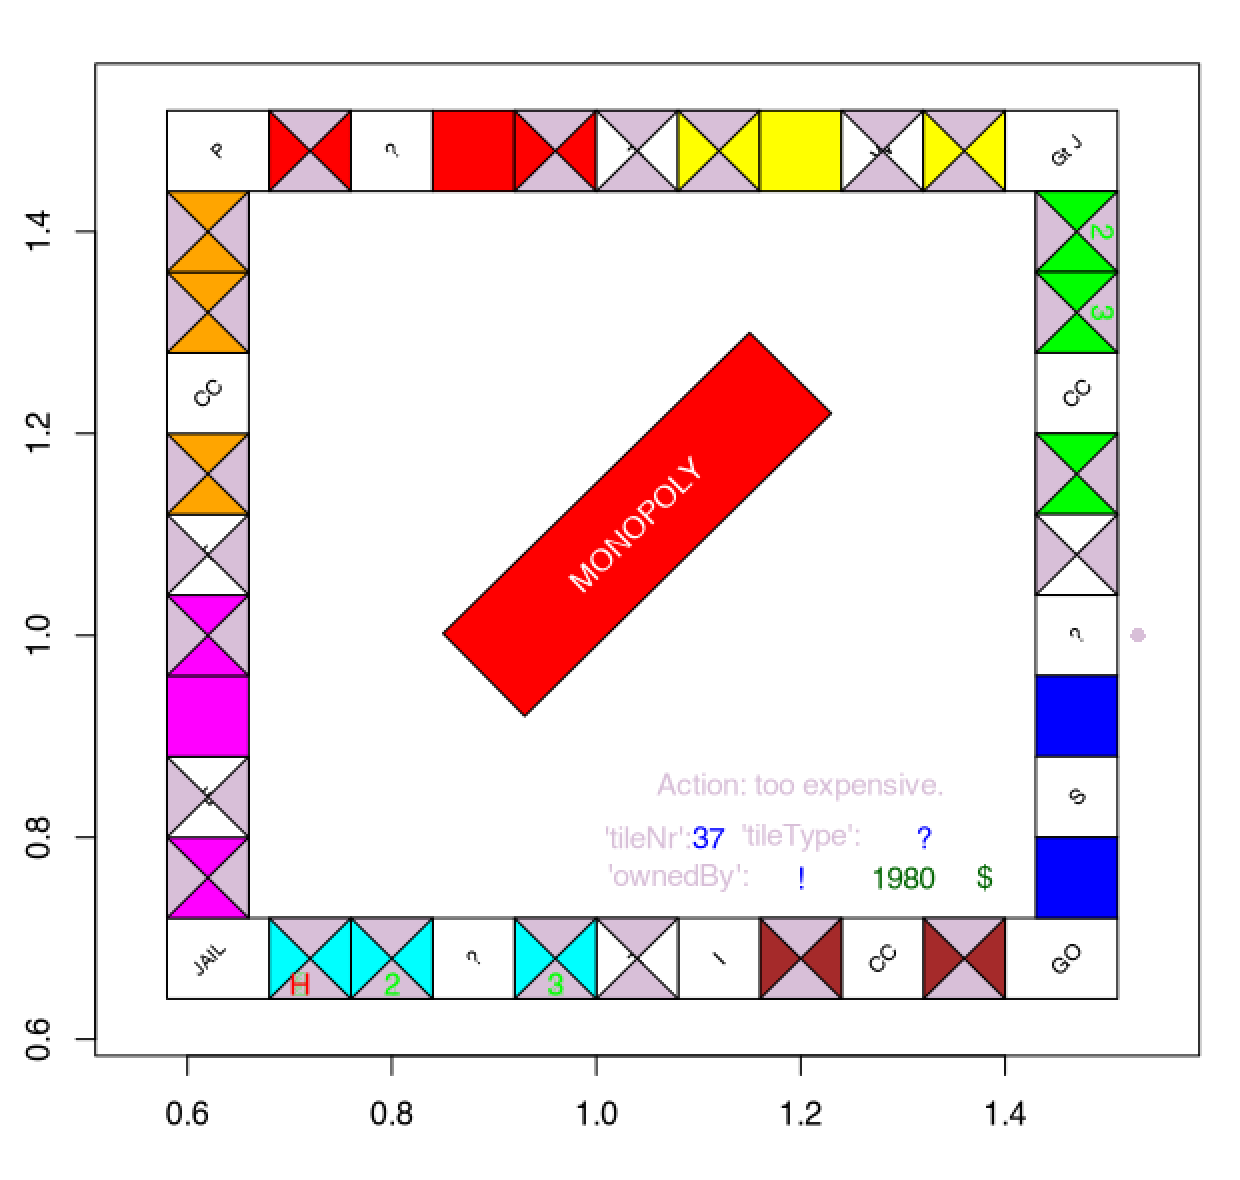 P ? Gt J
1.4 2
3
CC CC
1.2
MONOPOLY
1.0 ?
Action: too expensive.
S
0.8 'tileNr':37 'tileType': ?
'ownedBy': ! 1980 $
JAIL ? I CC GO
H 2 3
0.6
0.6 0.8 1.0 1.2 1.4